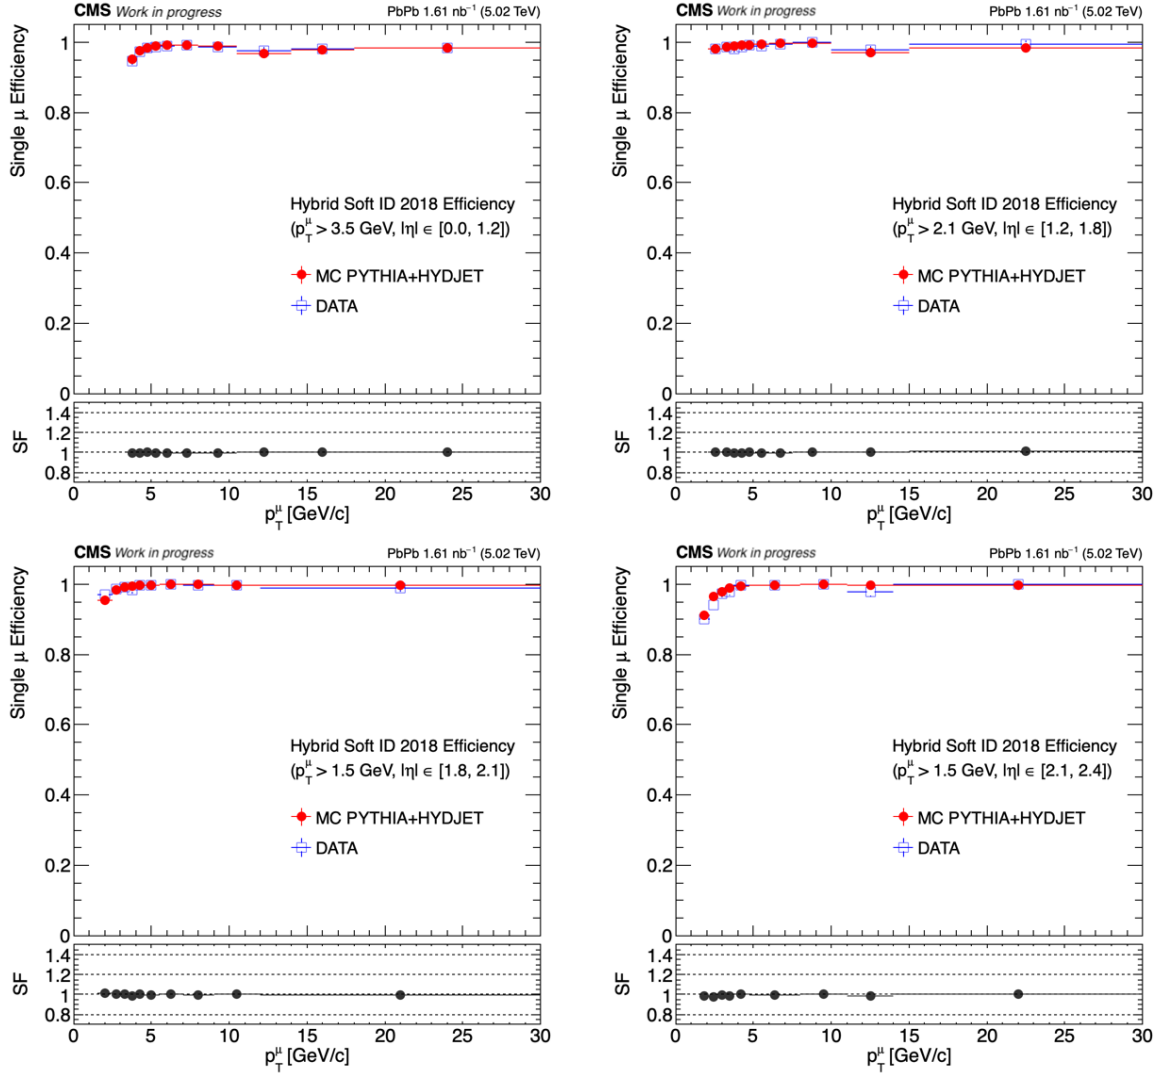 CMS Work in progress PbPb 1.61 nb⁻¹ (5.02 TeV)
Single μ Efficiency
1
0.8
0.6
0.4
0.2
0
Hybrid Soft ID 2018 Efficiency
(p_T^μ > 3.5 GeV, |η| ∈ [0.0, 1.2])
MC PYTHIA+HYDJET
DATA
SF
1.4
1.2
1
0.8
0 5 10 15 20 25 30
p_T^μ [GeV/c]
CMS Work in progress PbPb 1.61 nb⁻¹ (5.02 TeV)
Single μ Efficiency
1
0.8
0.6
0.4
0.2
0
Hybrid Soft ID 2018 Efficiency
(p_T^μ > 2.1 GeV, |η| ∈ [1.2, 1.8])
MC PYTHIA+HYDJET
DATA
SF
1.4
1.2
1
0.8
0 5 10 15 20 25 30
p_T^μ [GeV/c]
CMS Work in progress PbPb 1.61 nb⁻¹ (5.02 TeV)
Single μ Efficiency
1
0.8
0.6
0.4
0.2
0
Hybrid Soft ID 2018 Efficiency
(p_T^μ > 1.5 GeV, |η| ∈ [1.8, 2.1])
MC PYTHIA+HYDJET
DATA
SF
1.4
1.2
1
0.8
0 5 10 15 20 25 30
p_T^μ [GeV/c]
CMS Work in progress PbPb 1.61 nb⁻¹ (5.02 TeV)
Single μ Efficiency
1
0.8
0.6
0.4
0.2
0
Hybrid Soft ID 2018 Efficiency
(p_T^μ > 1.5 GeV, |η| ∈ [2.1, 2.4])
MC PYTHIA+HYDJET
DATA
SF
1.4
1.2
1
0.8
0 5 10 15 20 25 30
p_T^μ [GeV/c]